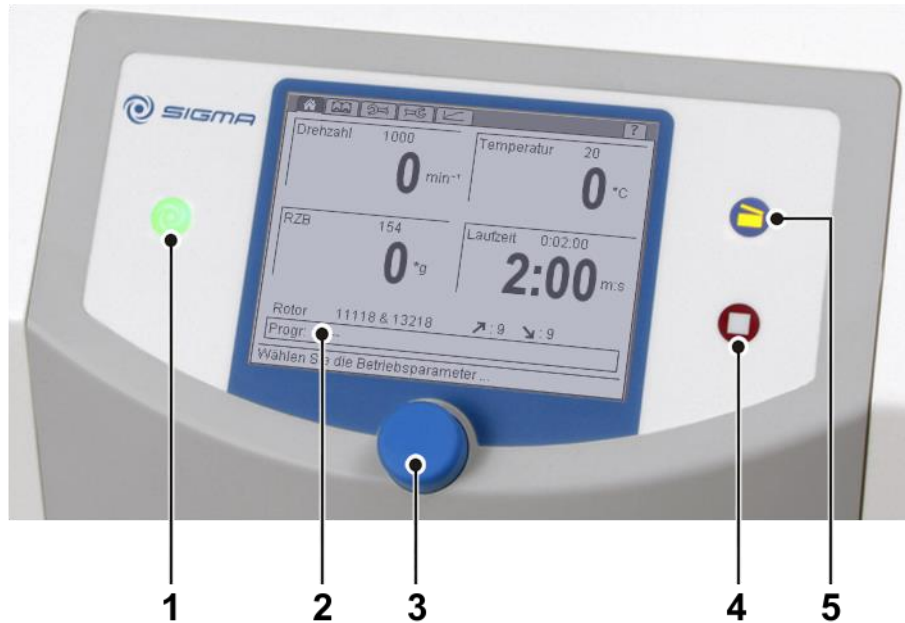 SIGMA
?
Drehzahl 1000
0 min⁻¹
Temperatur 20
0 °C
RZB 154
0 *g
Laufzeit 0:02:00
2:00 m:s
Rotor 11118 & 13218 ↗: 9 ↘: 9
Progr:
Wählen Sie die Betriebsparameter ...
1 2 3 4 5